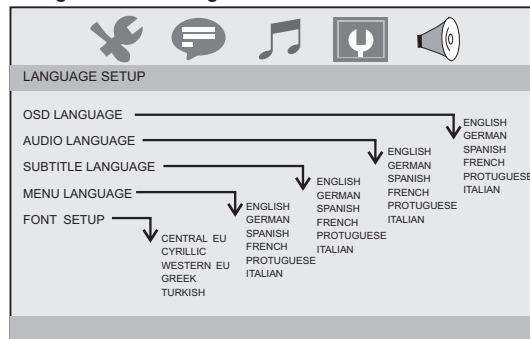 LANGUAGE SETUP
OSD LANGUAGE
AUDIO LANGUAGE
SUBTITLE LANGUAGE
MENU LANGUAGE
FONT SETUP
ENGLISH
GERMAN
SPANISH
FRENCH
PROTUGUESE
ITALIAN
ENGLISH
GERMAN
SPANISH
FRENCH
PROTUGUESE
ITALIAN
ENGLISH
GERMAN
SPANISH
FRENCH
PROTUGUESE
ITALIAN
ENGLISH
GERMAN
SPANISH
FRENCH
PROTUGUESE
ITALIAN
CENTRAL EU
CYRILLIC
WESTERN EU
GREEK
TURKISH